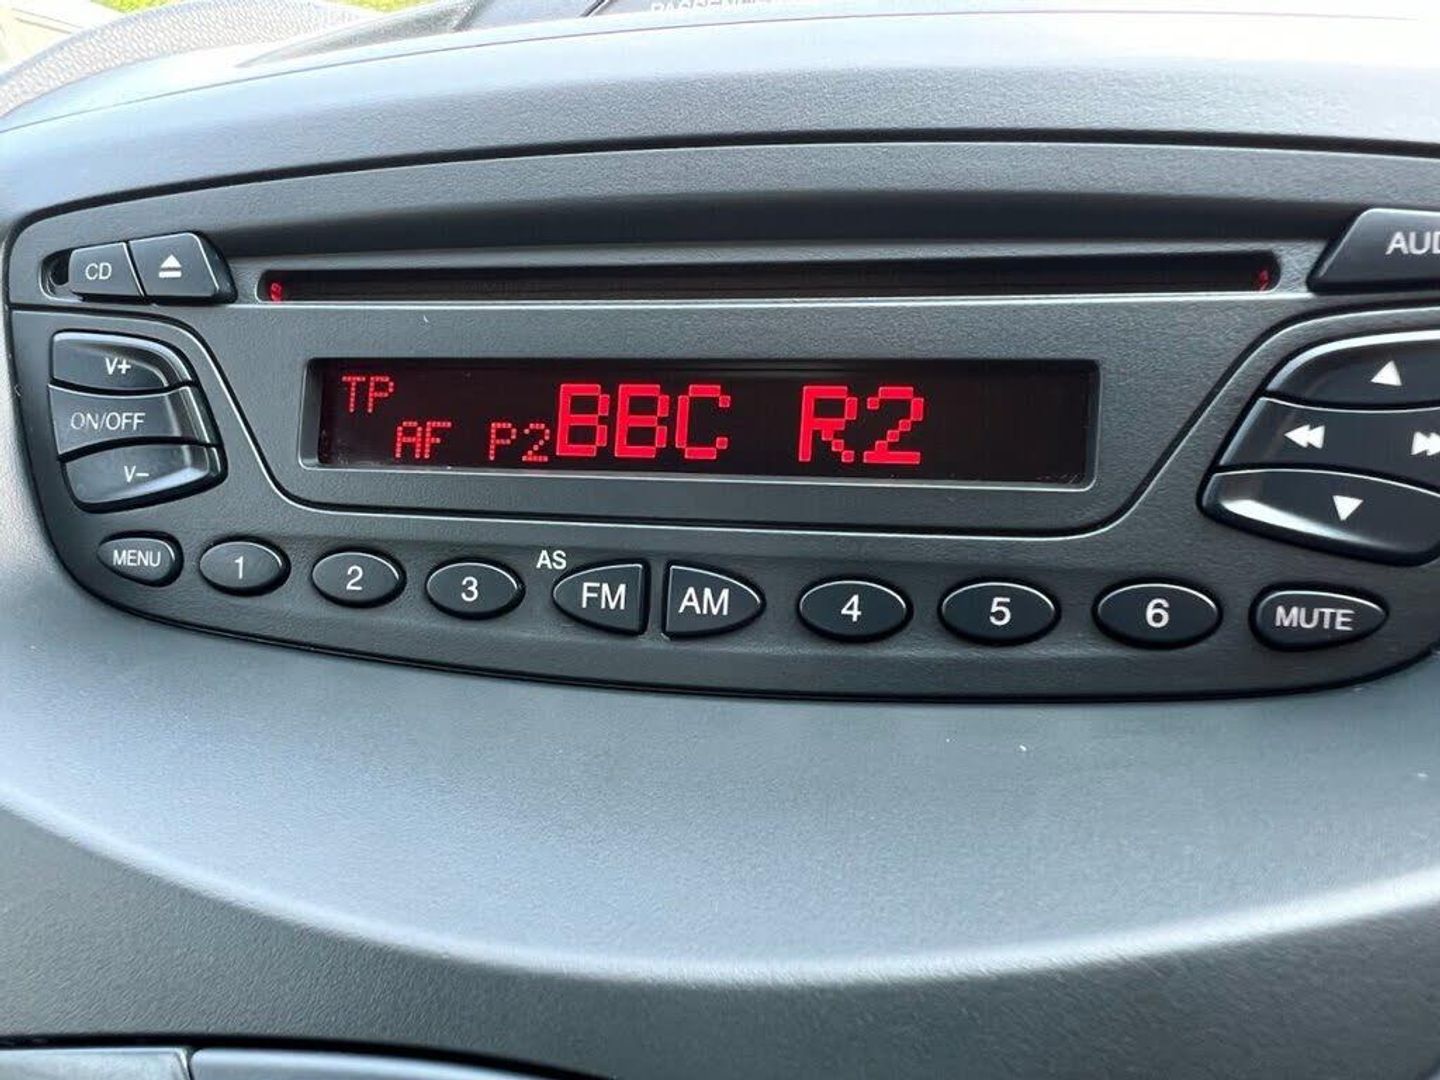 CD
AUD
V+
ON/OFF
V-
TP
AF P2 BBC R2
MENU 1 2 3 AS FM AM 4 5 6 MUTE